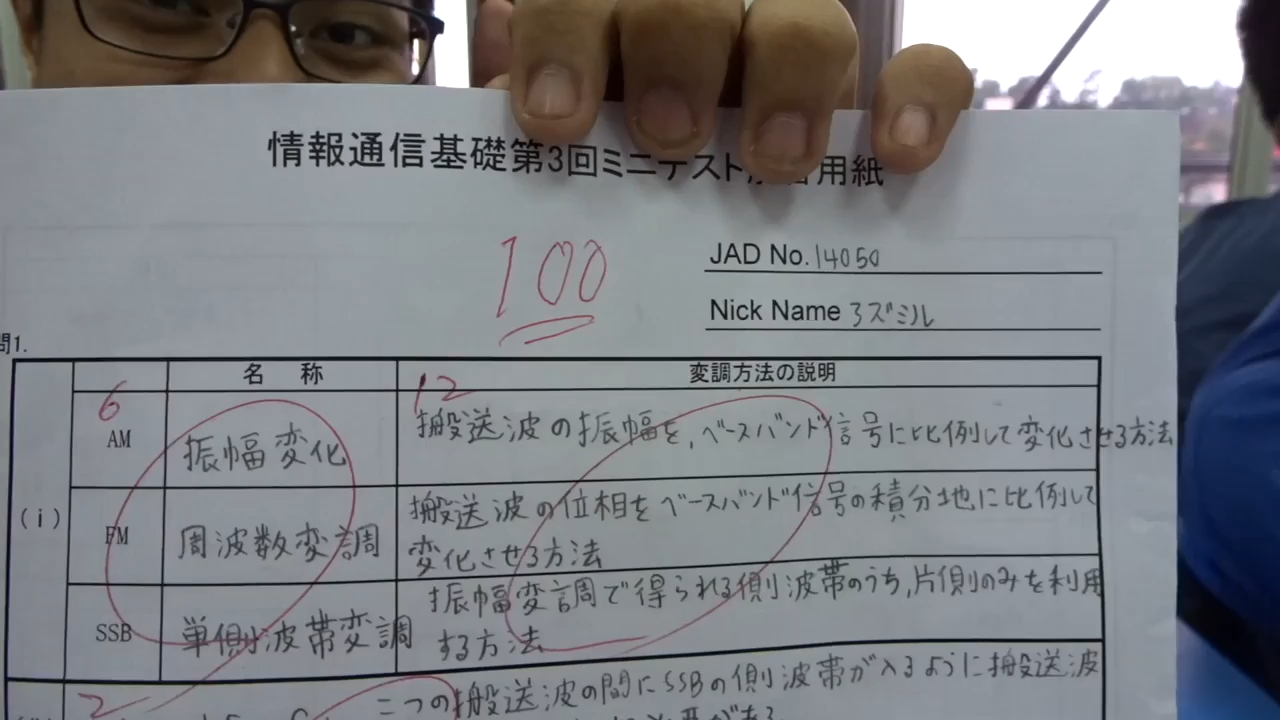 情報通信基礎第3回ミニテスト 用紙
100
JAD No. 14050
Nick Name ヨズミル
問1.
名 称 変調方法の説明
6 12
AM 振幅変化 搬送波の振幅を,ベースバンド信号に比例して変化させる方法
(i)
FM 周波数変調 搬送波の位相をベースバンド信号の積分地に比例して
変化させる方法
SSB 単側波帯変調 振幅変調で得られる側波帯のうち,片側のみを利用
する方法
2 二つの搬送波の間にSSBの側波帯が入るように搬送波
がある